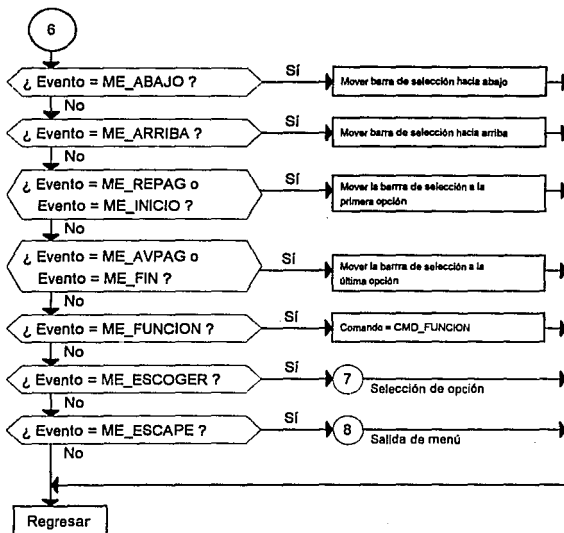 6
¿ Evento = ME_ABAJO ?
Sí
Mover barra de selección hacia abajo
No
¿ Evento = ME_ARRIBA ?
Sí
Mover barra de selección hacia arriba
No
¿ Evento = ME_REPAG o
Evento = ME_INICIO ?
Sí
Mover la barrra de selección a la
primera opción
No
¿ Evento = ME_AVPAG o
Evento = ME_FIN ?
Sí
Mover la barrra de selección a la
última opción
No
¿ Evento = ME_FUNCION ?
Sí
Comando = CMD_FUNCION
No
¿ Evento = ME_ESCOGER ?
Sí
7
Selección de opción
No
¿ Evento = ME_ESCAPE ?
Sí
8
Salida de menú
No
Regresar